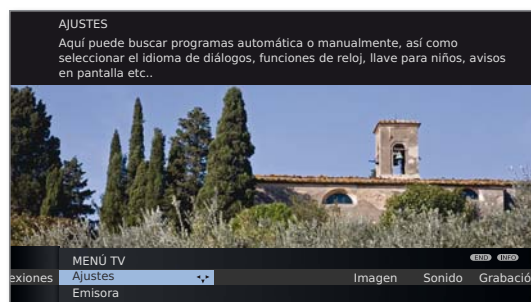 AJUSTES
Aquí puede buscar programas automática o manualmente, así como
seleccionar el idioma de diálogos, funciones de reloj, llave para niños, avisos
en pantalla etc..
MENÚ TV
END INFO
exiones Ajustes Imagen Sonido Grabació
Emisora